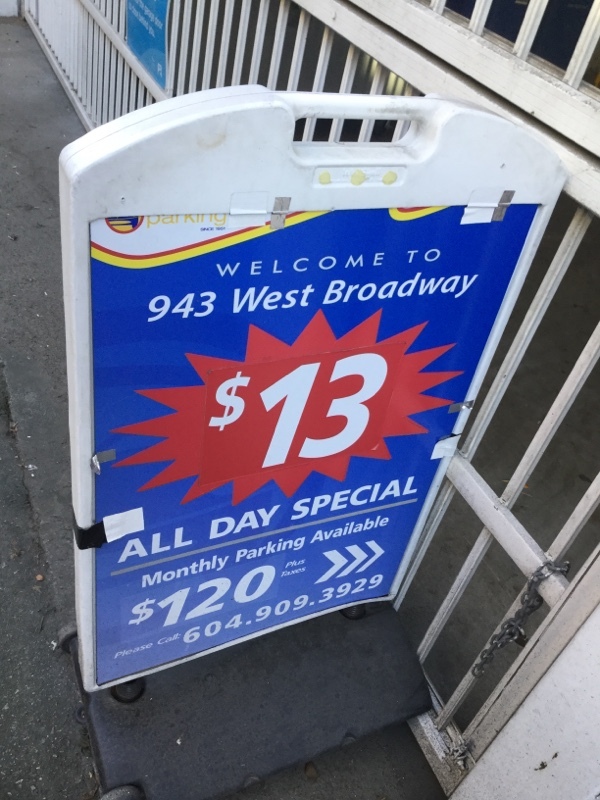 parking
WELCOME TO
943 West Broadway
$13
ALL DAY SPECIAL
Monthly Parking Available
$120 Plus Taxes
Please Call: 604.909.3929